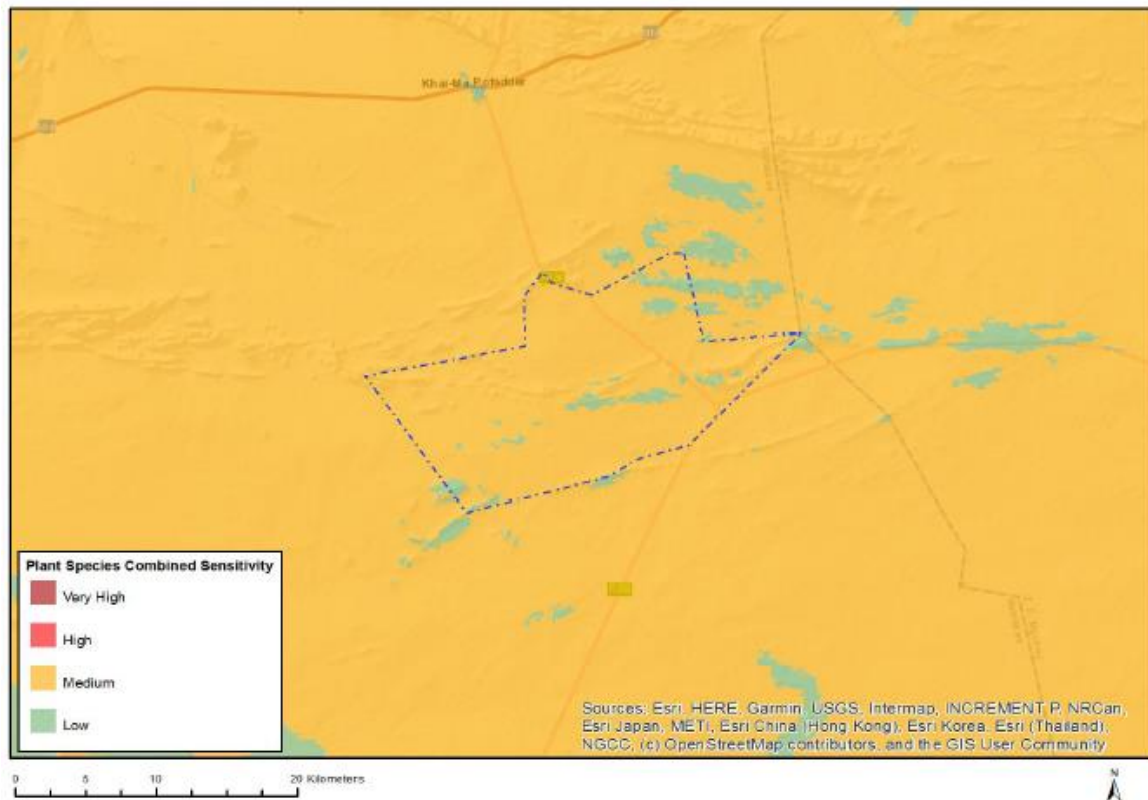 Khai-Ma Pofadder
Plant Species Combined Sensitivity
Very High
High
Medium
Low
Sources: Esri, HERE, Garmin, USGS, Intermap, INCREMENT P, NRCan,
Esri Japan, METI, Esri China (Hong Kong), Esri Korea, Esri (Thailand),
NGCC, (c) OpenStreetMap contributors, and the GIS User Community
0 5 10 20 Kilometers
N